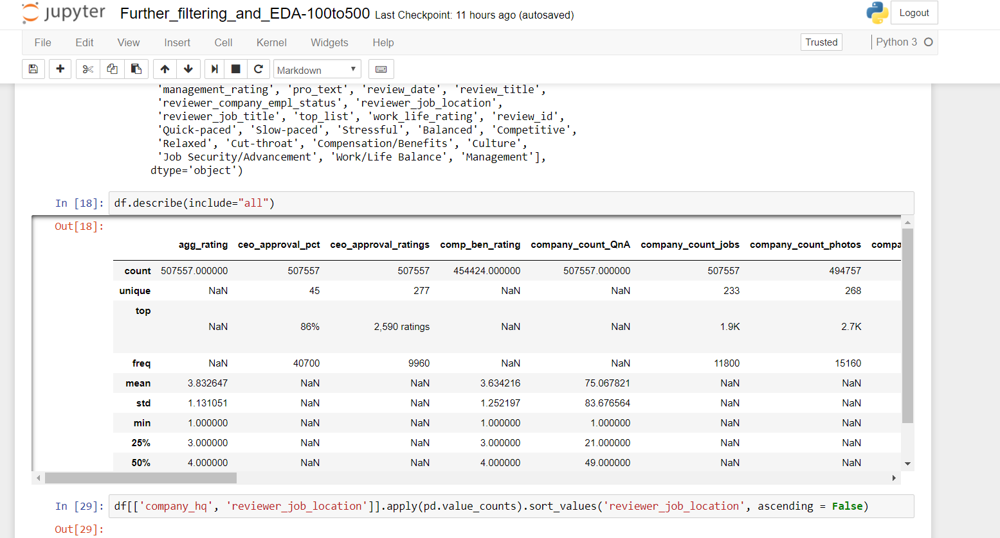 jupyter Further_filtering_and_EDA-100to500 Last Checkpoint: 11 hours ago (autosaved) Logout
File Edit View Insert Cell Kernel Widgets Help Trusted Python 3
Markdown
'management_rating', 'pro_text', 'review_date', 'review_title',
'reviewer_company_empl_status', 'reviewer_job_location',
'reviewer_job_title', 'top_list', 'work_life_rating', 'review_id',
'Quick-paced', 'Slow-paced', 'Stressful', 'Balanced', 'Competitive',
'Relaxed', 'Cut-throat', 'Compensation/Benefits', 'Culture',
'Job Security/Advancement', 'Work/Life Balance', 'Management'],
dtype='object')
In [18]: df.describe(include="all")
Out[18]:
agg_rating ceo_approval_pct ceo_approval_ratings comp_ben_rating company_count_QnA company_count_jobs company_count_photos compa
count 507557.000000 507557 507557 454424.000000 507557.000000 507557 494757
unique NaN 45 277 NaN NaN 233 268
top NaN 86% 2,590 ratings NaN NaN 1.9K 2.7K
freq NaN 40700 9960 NaN NaN 11800 15160
mean 3.832647 NaN NaN 3.634216 75.067821 NaN NaN
std 1.131051 NaN NaN 1.252197 83.676564 NaN NaN
min 1.000000 NaN NaN 1.000000 1.000000 NaN NaN
25% 3.000000 NaN NaN 3.000000 21.000000 NaN NaN
50% 4.000000 NaN NaN 4.000000 49.000000 NaN NaN
In [29]: df[['company_hq', 'reviewer_job_location']].apply(pd.value_counts).sort_values('reviewer_job_location', ascending = False)
Out[29]: